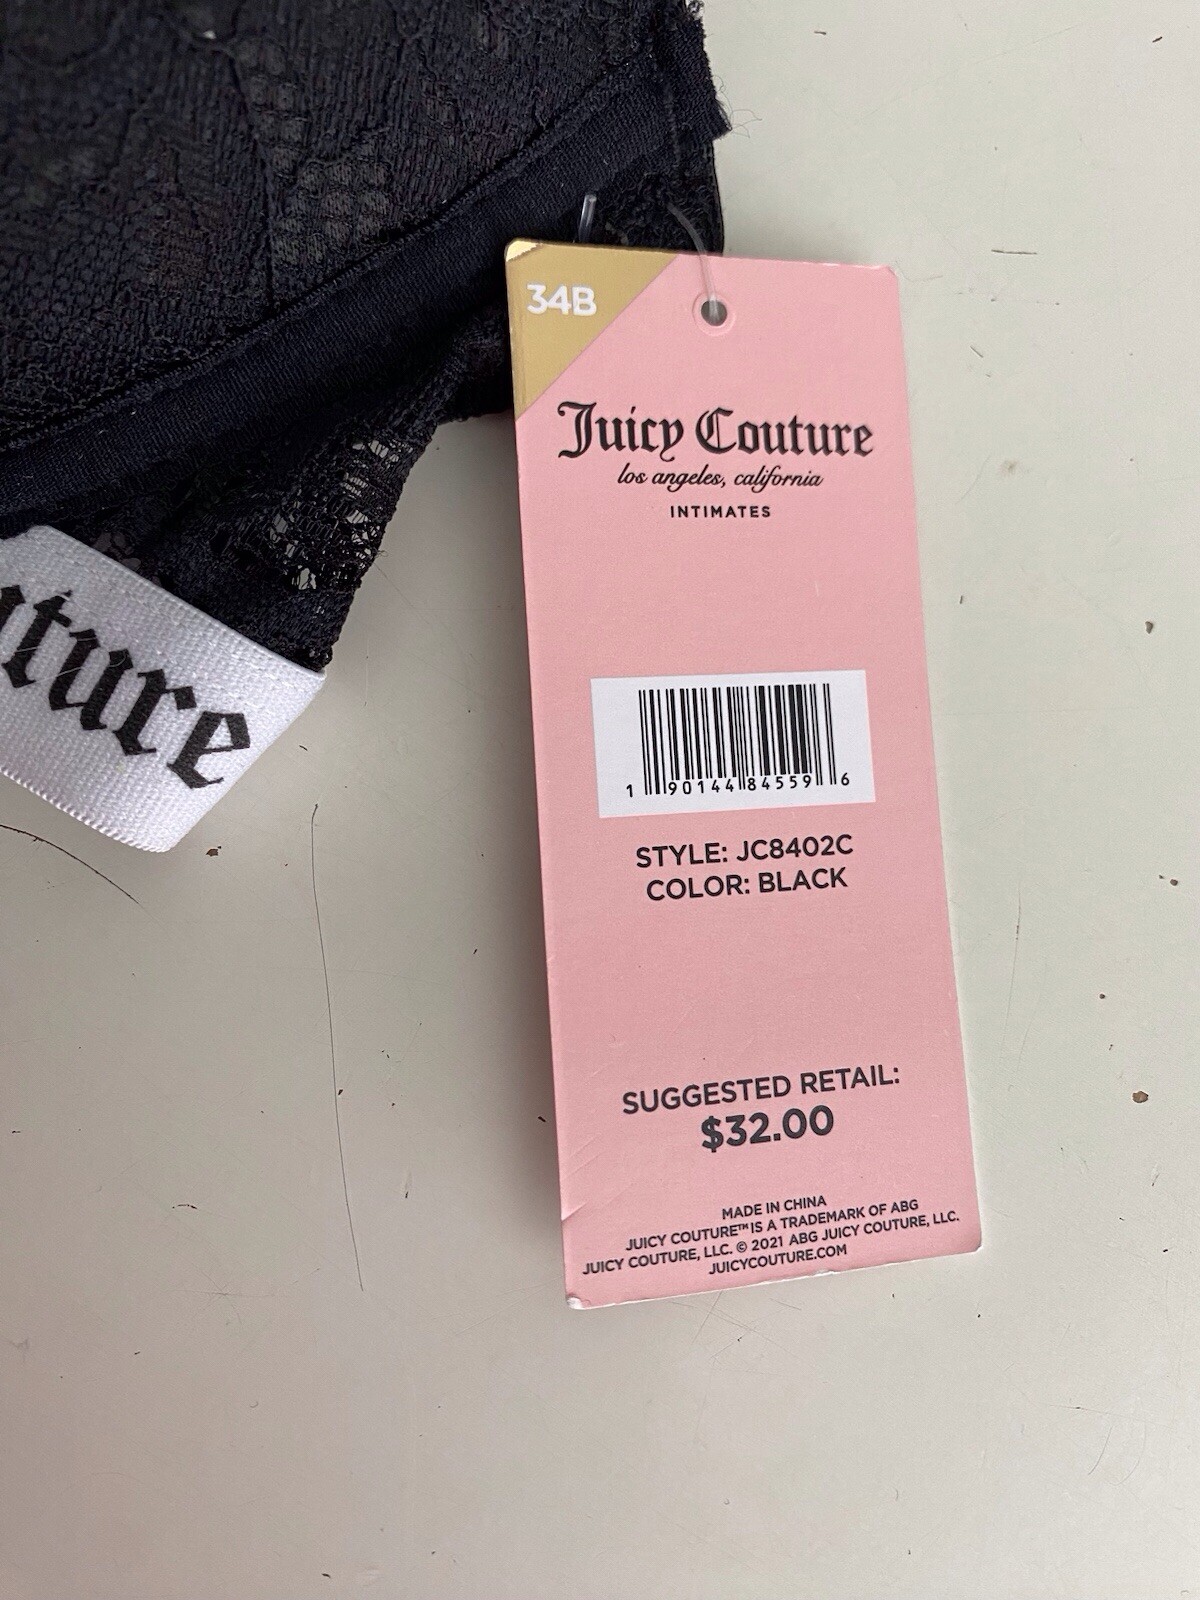 34B
Juicy Couture
los angeles, california
INTIMATES
1 90144 84559 6
STYLE: JC8402C
COLOR: BLACK
SUGGESTED RETAIL:
$32.00
MADE IN CHINA
JUICY COUTURE™ IS A TRADEMARK OF ABG
JUICY COUTURE, LLC. © 2021 ABG JUICY COUTURE, LLC.
JUICYCOUTURE.COM
ture